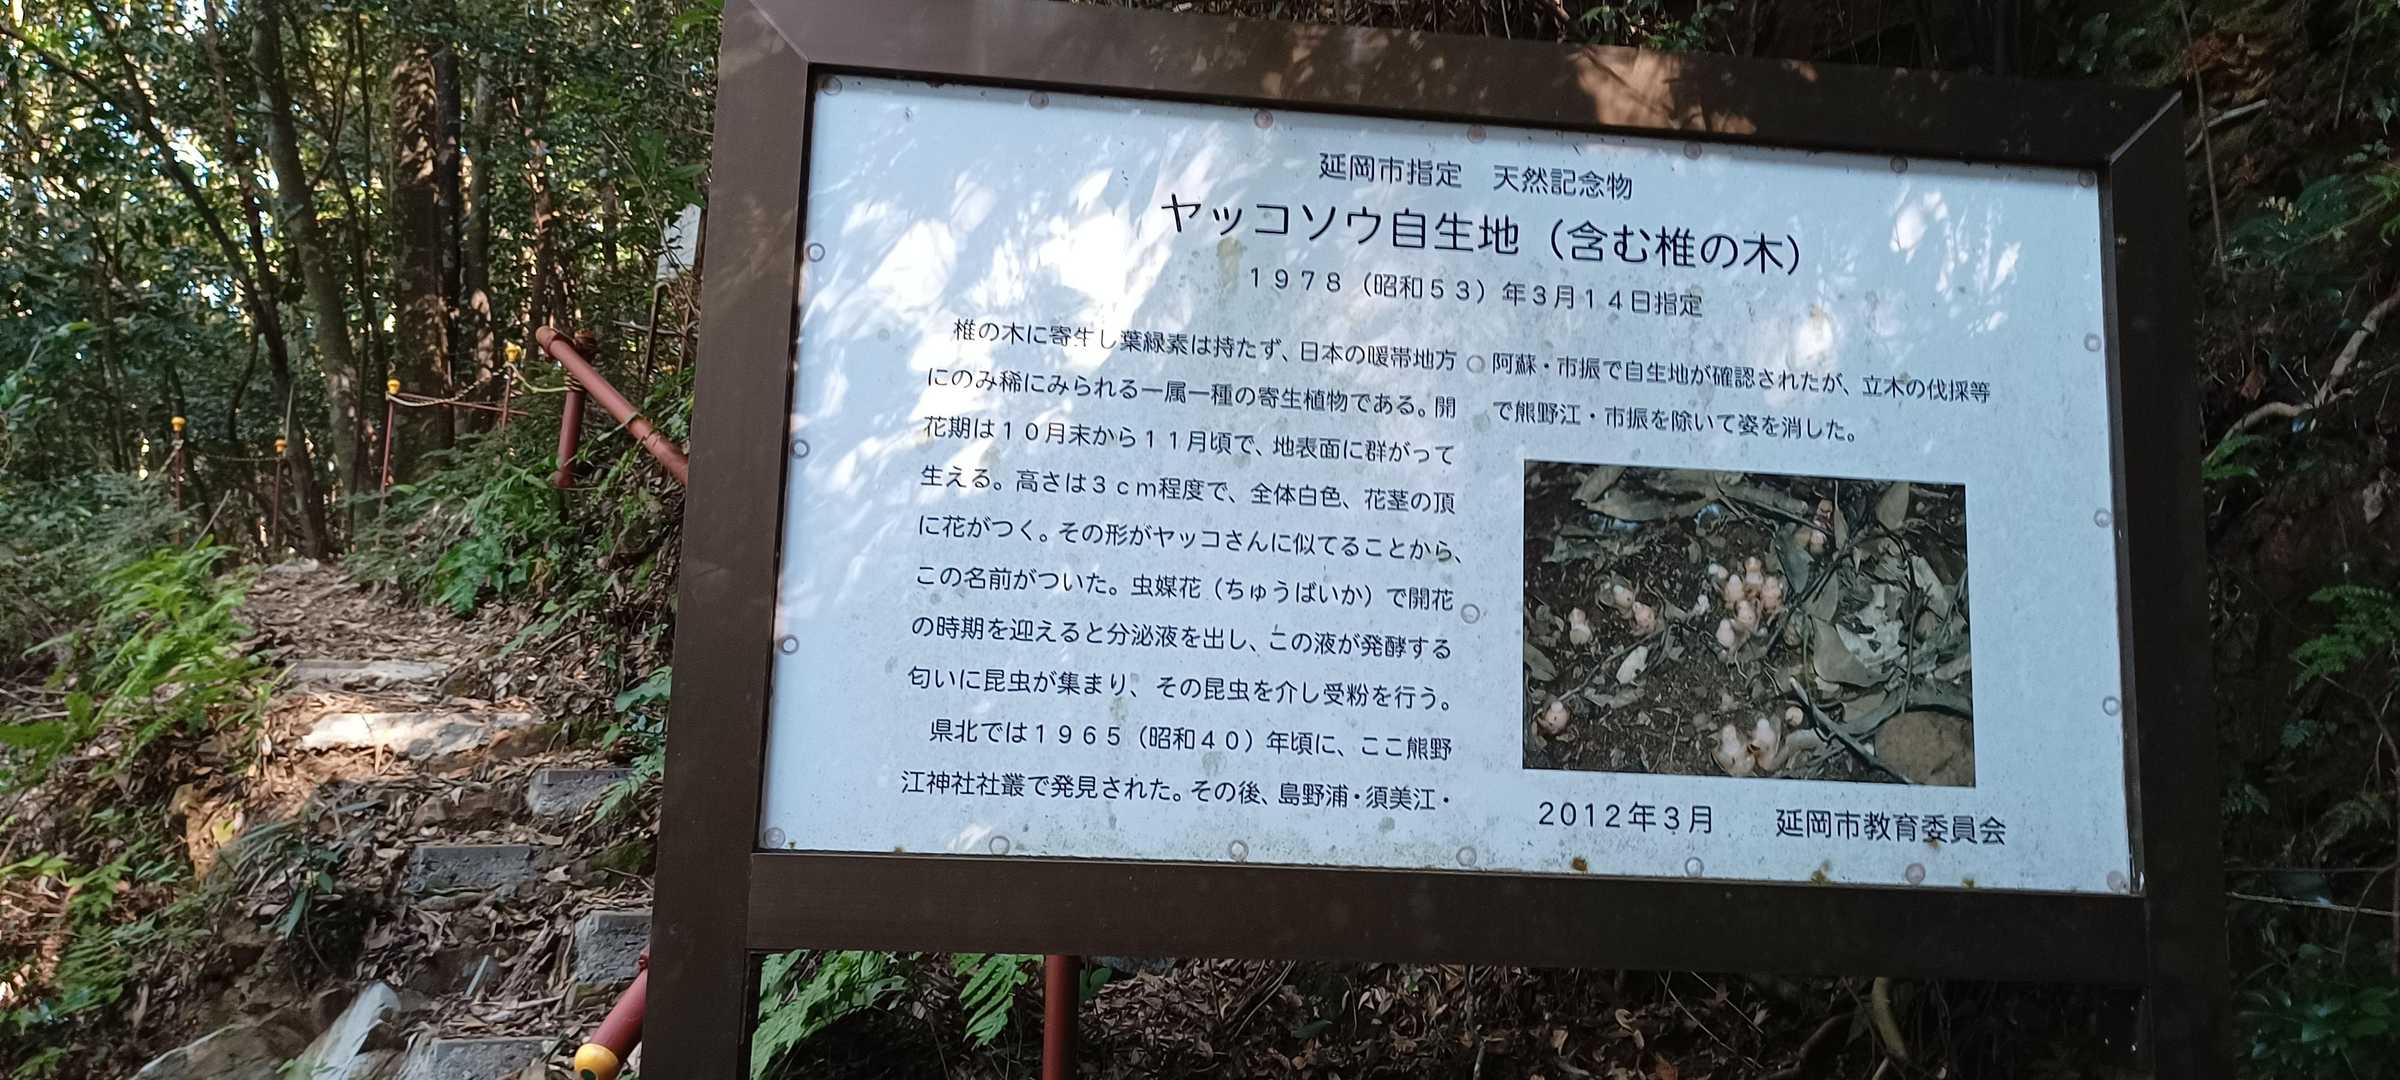 延岡市指定　天然記念物
ヤッコソウ自生地（含む椎の木）
１９７８（昭和５３）年３月１４日指定
椎の木に寄生し葉緑素は持たず、日本の暖帯地方
にのみ稀にみられる一属一種の寄生植物である。開
花期は１０月末から１１月頃で、地表面に群がって
生える。高さは３ｃｍ程度で、全体白色、花茎の頂
に花がつく。その形がヤッコさんに似てることから、
この名前がついた。虫媒花（ちゅうばいか）で開花
の時期を迎えると分泌液を出し、この液が発酵する
匂いに昆虫が集まり、その昆虫を介し受粉を行う。
県北では１９６５（昭和４０）年頃に、ここ熊野
江神社社叢で発見された。その後、島野浦・須美江・
阿蘇・市振で自生地が確認されたが、立木の伐採等
で熊野江・市振を除いて姿を消した。
２０１２年３月　　延岡市教育委員会